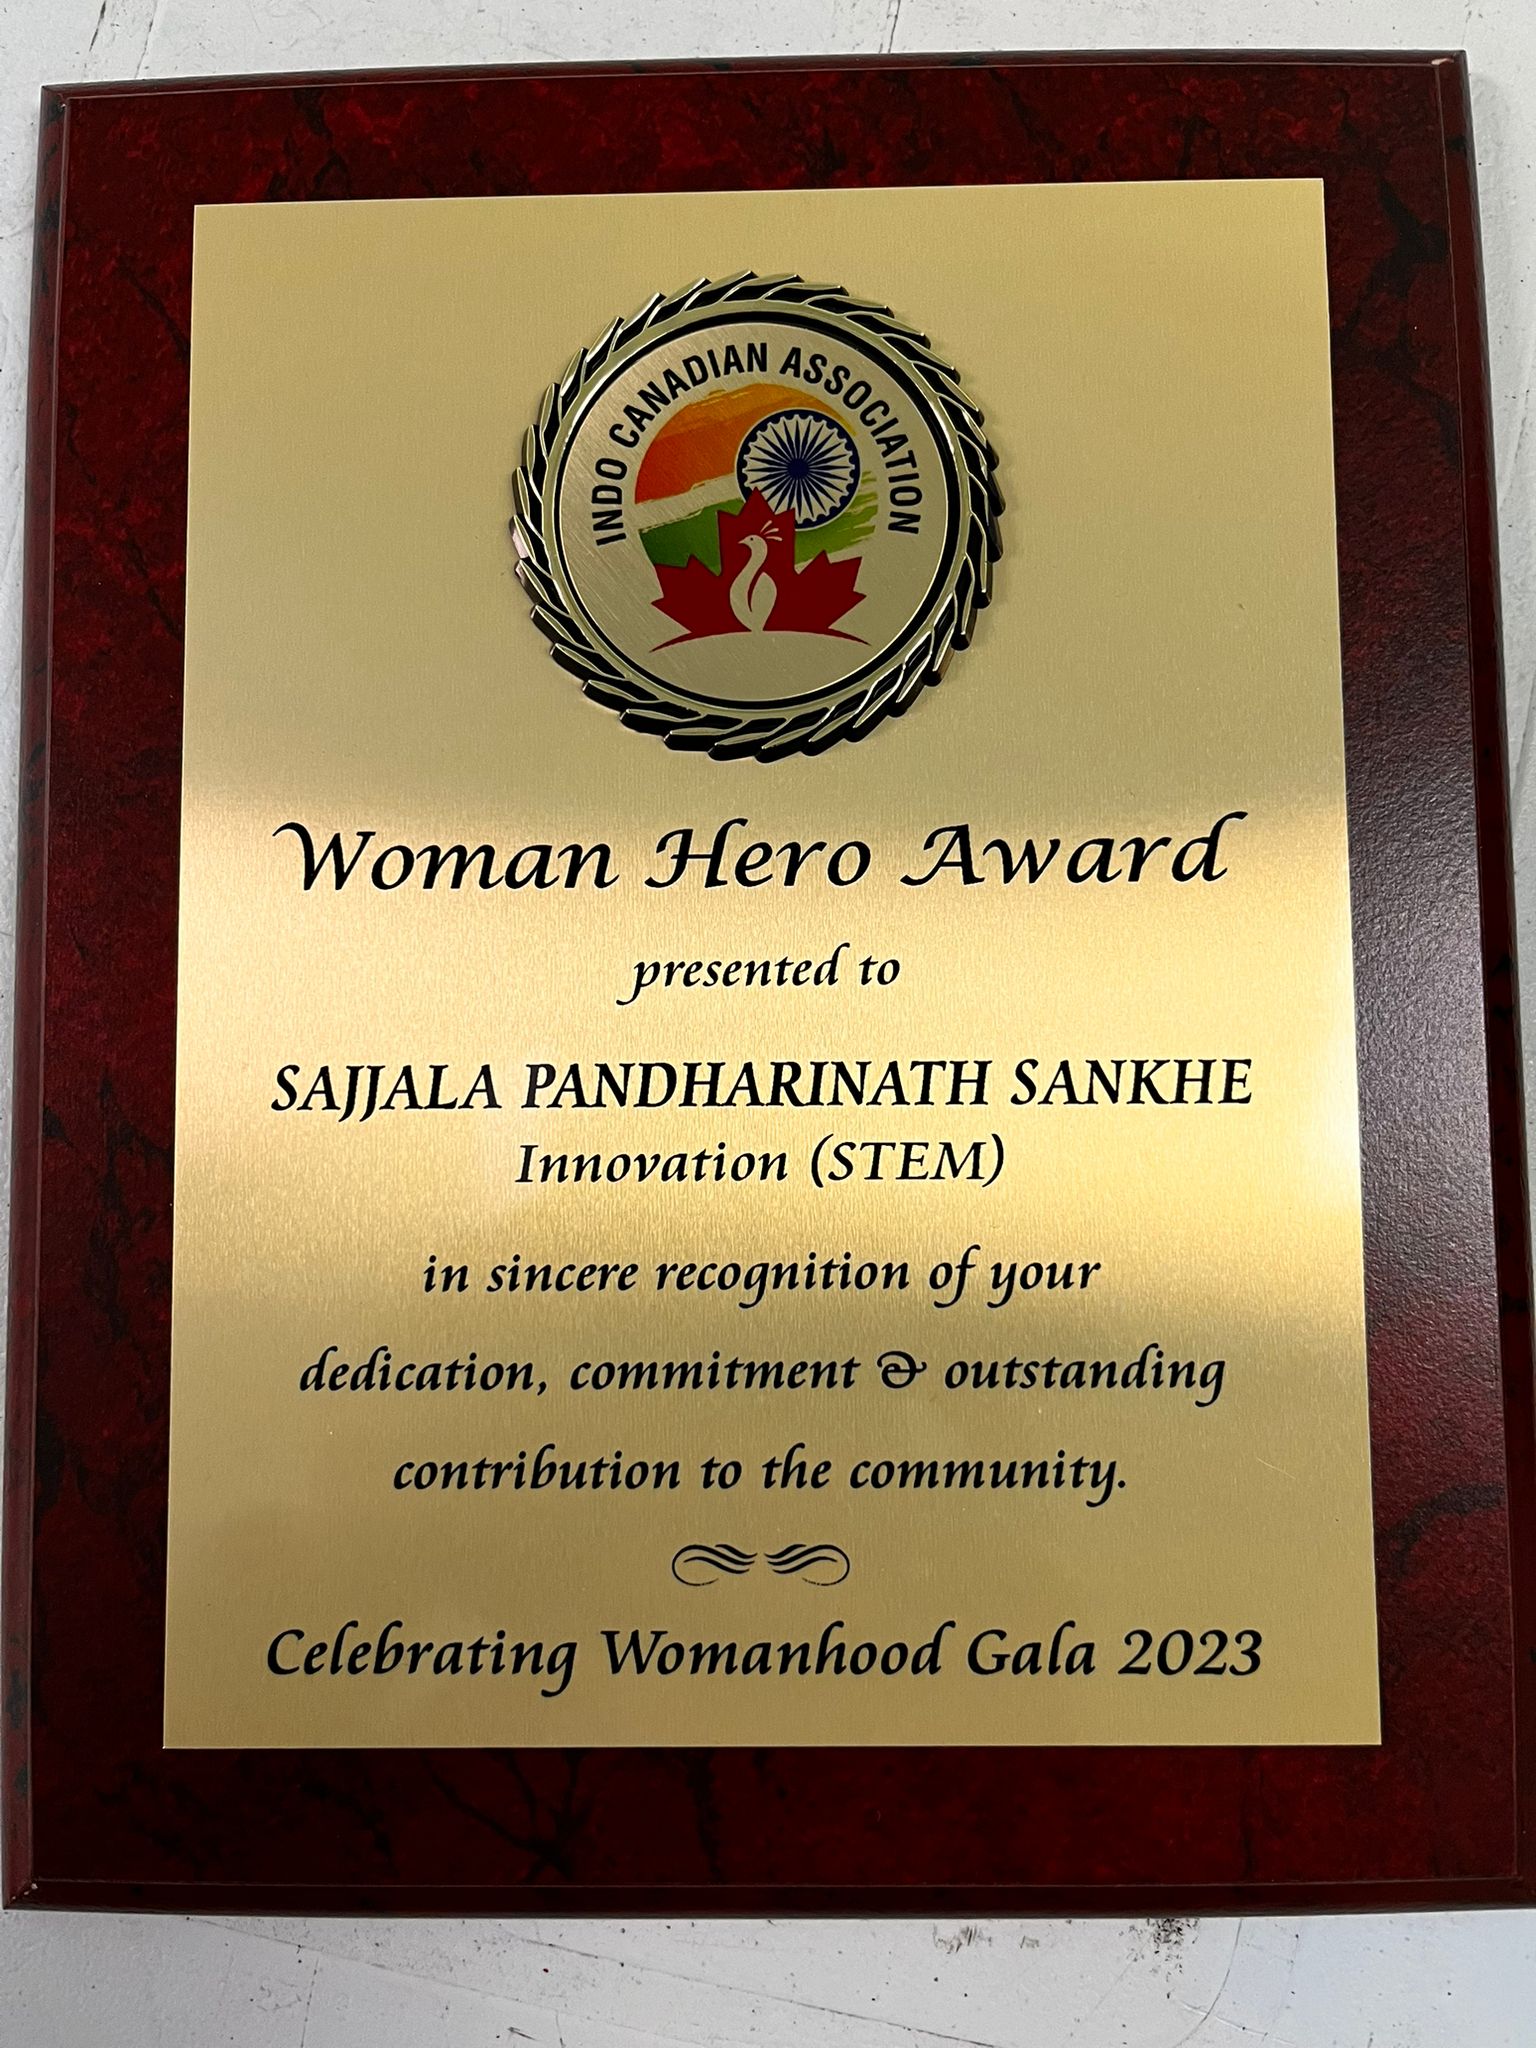 INDO CANADIAN ASSOCIATION
Woman Hero Award
presented to
SAJJALA PANDHARINATH SANKHE
Innovation (STEM)
in sincere recognition of your
dedication, commitment & outstanding
contribution to the community.
Celebrating Womanhood Gala 2023